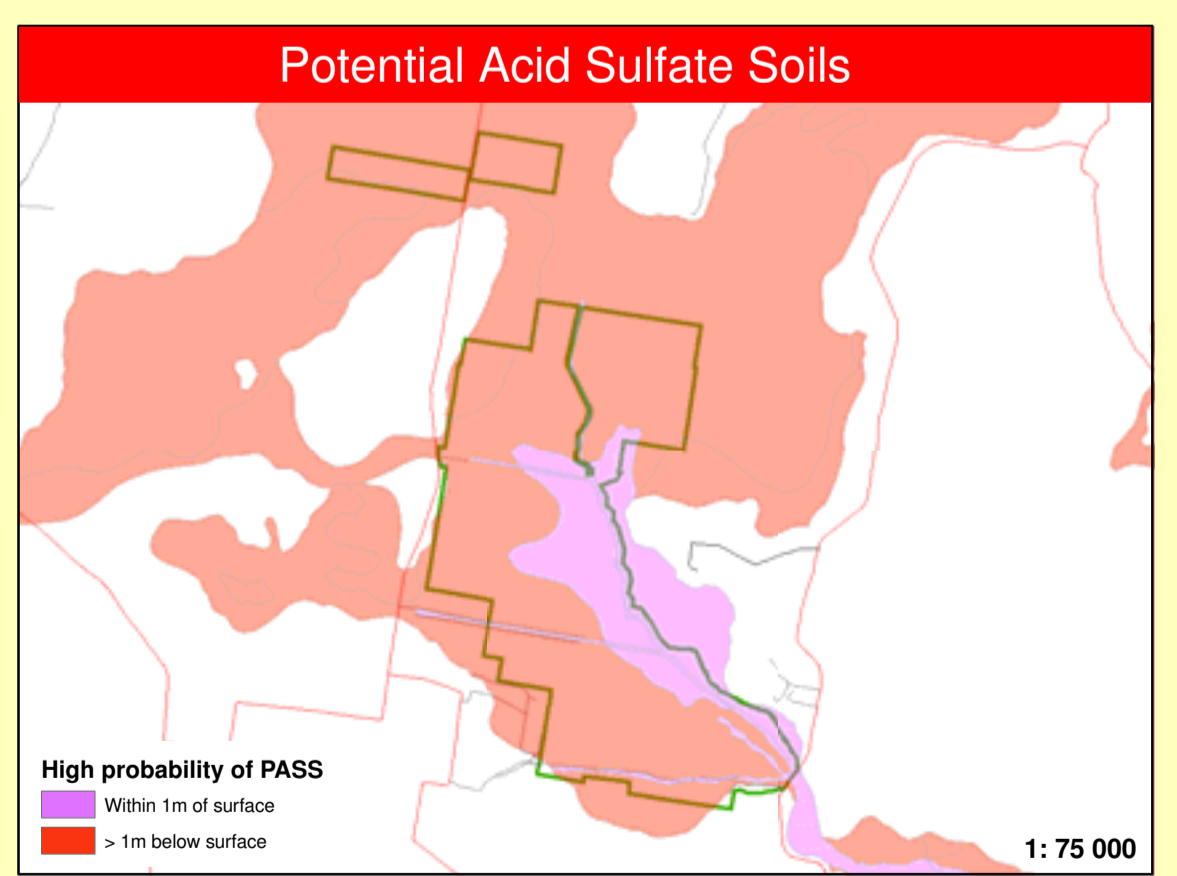 Potential Acid Sulfate Soils
High probability of PASS
Within 1m of surface
> 1m below surface
1: 75 000